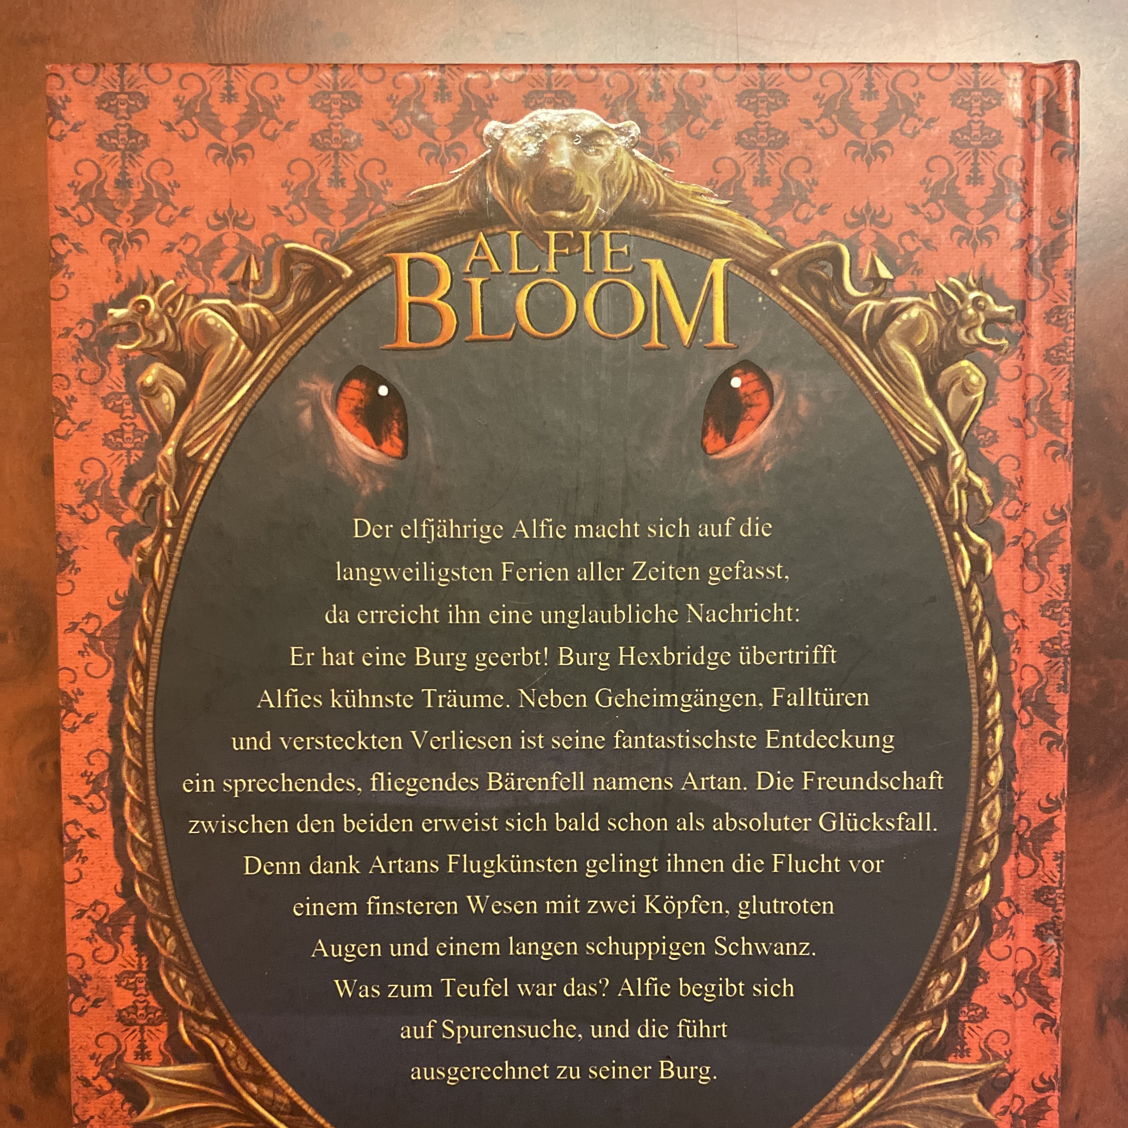 ALFIE
BLOOM
Der elfjährige Alfie macht sich auf die
langweiligsten Ferien aller Zeiten gefasst,
da erreicht ihn eine unglaubliche Nachricht:
Er hat eine Burg geerbt! Burg Hexbridge übertrifft
Alfies kühnste Träume. Neben Geheimgängen, Falltüren
und versteckten Verliesen ist seine fantastischste Entdeckung
ein sprechendes, fliegendes Bärenfell namens Artan. Die Freundschaft
zwischen den beiden erweist sich bald schon als absoluter Glücksfall.
Denn dank Artans Flugkünsten gelingt ihnen die Flucht vor
einem finsteren Wesen mit zwei Köpfen, glutroten
Augen und einem langen schuppigen Schwanz.
Was zum Teufel war das? Alfie begibt sich
auf Spurensuche, und die führt
ausgerechnet zu seiner Burg.